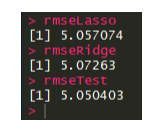 > rmseLasso
[1] 5.057074
> rmseRidge
[1] 5.07263
> rmseTest
[1] 5.050403
>